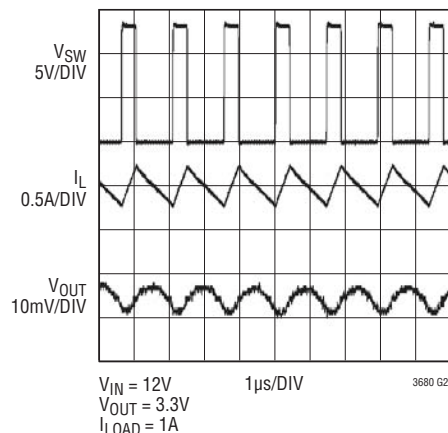 VSW
5V/DIV
IL
0.5A/DIV
VOUT
10mV/DIV
VIN = 12V
VOUT = 3.3V
ILOAD = 1A
1µs/DIV
3680 G2